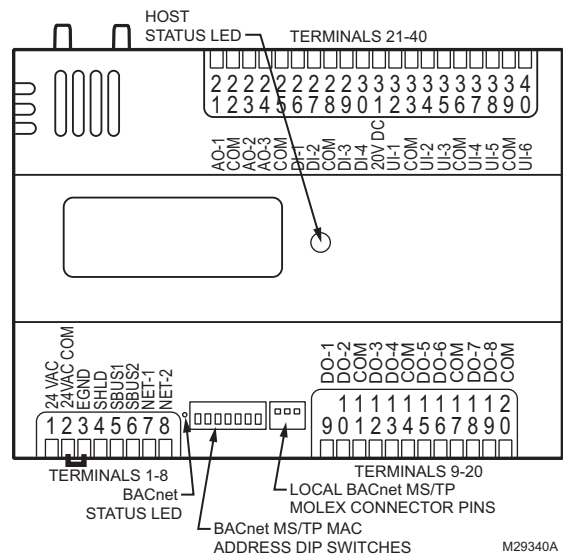 HOST
STATUS LED
TERMINALS 21-40
2 2 2 2 2 2 2 2 2 3 3 3 3 3 3 3 3 3 3 4
1 2 3 4 5 6 7 8 9 0 1 2 3 4 5 6 7 8 9 0
AO-1
COM
AO-2
AO-3
COM
DI-1
DI-2
COM
DI-3
DI-4
20V DC
UI-1
COM
UI-2
UI-3
COM
UI-4
UI-5
COM
UI-6
24 VAC
24VAC COM
EGND
SHLD
SBUS1
SBUS2
NET-1
NET-2
1 2 3 4 5 6 7 8
DO-1
DO-2
COM
DO-3
DO-4
COM
DO-5
DO-6
COM
DO-7
DO-8
COM
1 1 1 1 1 1 1 1 1 1 2
9 0 1 2 3 4 5 6 7 8 9 0
TERMINALS 1-8
TERMINALS 9-20
BACnet
STATUS LED
LOCAL BACnet MS/TP
MOLEX CONNECTOR PINS
BACnet MS/TP MAC
ADDRESS DIP SWITCHES
M29340A